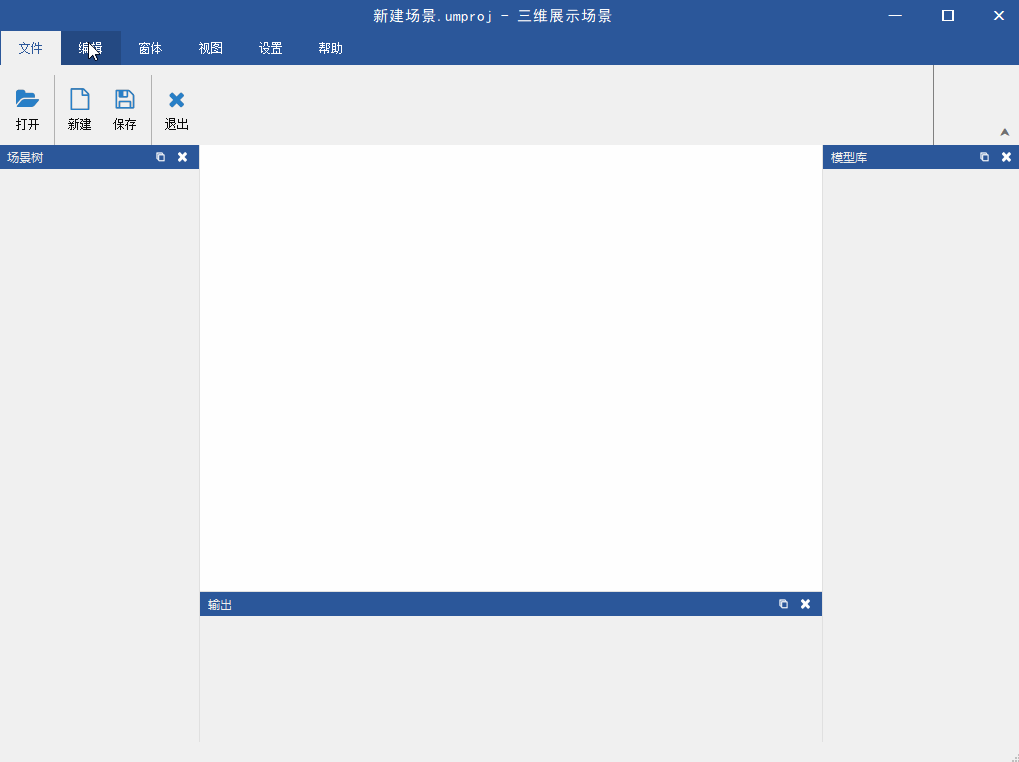 新建场景.umproj - 三维展示场景
文件 编辑 窗体 视图 设置 帮助
打开 新建 保存 退出
场景树
模型库
输出